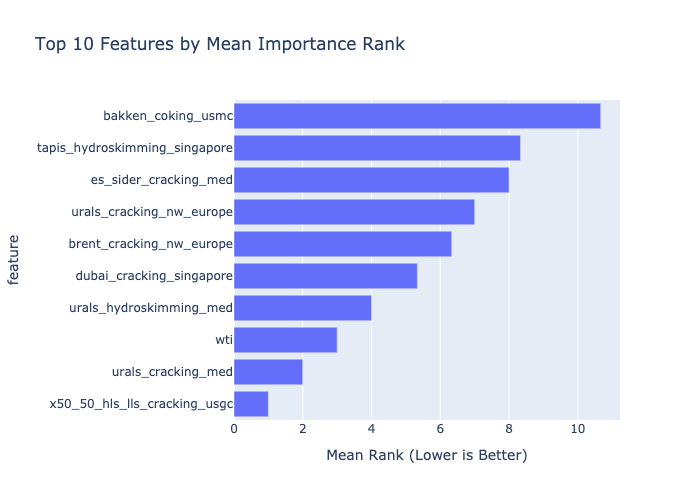 Top 10 Features by Mean Importance Rank
feature
bakken_coking_usmc
tapis_hydroskimming_singapore
es_sider_cracking_med
urals_cracking_nw_europe
brent_cracking_nw_europe
dubai_cracking_singapore
urals_hydroskimming_med
wti
urals_cracking_med
x50_50_hls_lls_cracking_usgc
0 2 4 6 8 10
Mean Rank (Lower is Better)